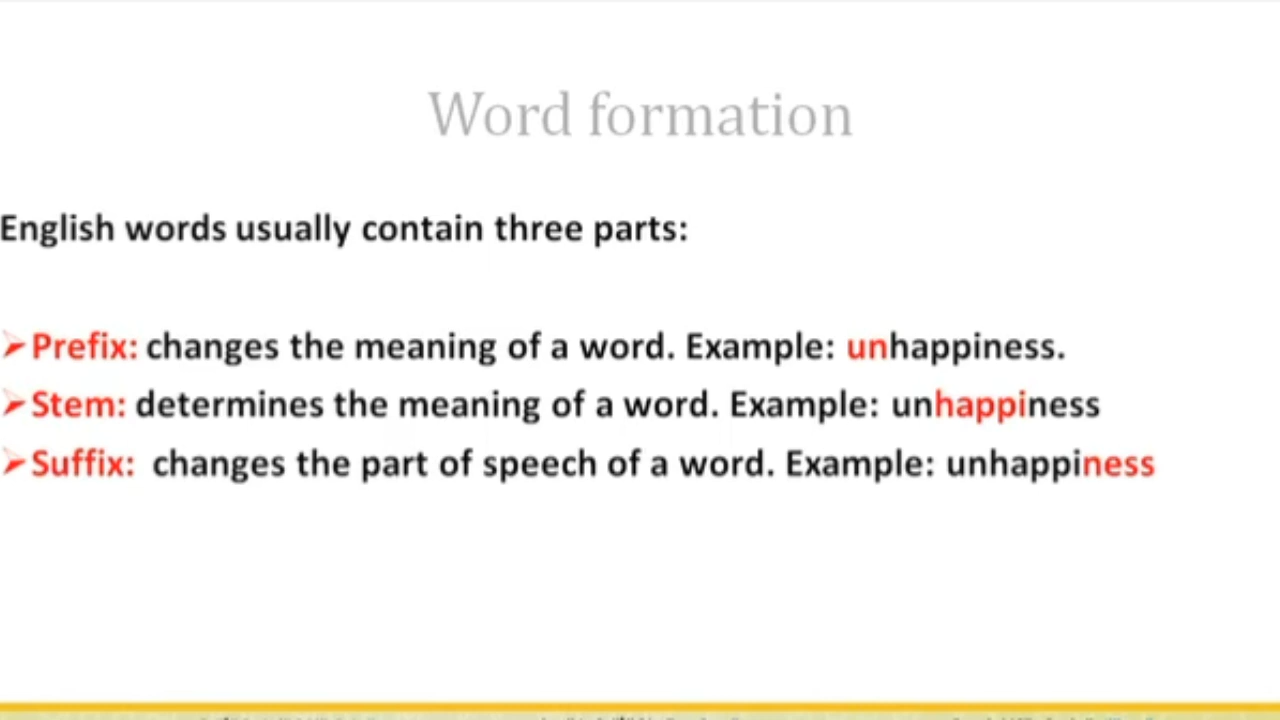 Word formation
English words usually contain three parts:
➢Prefix: changes the meaning of a word. Example: unhappiness.
➢Stem: determines the meaning of a word. Example: unhappiness
➢Suffix: changes the part of speech of a word. Example: unhappiness